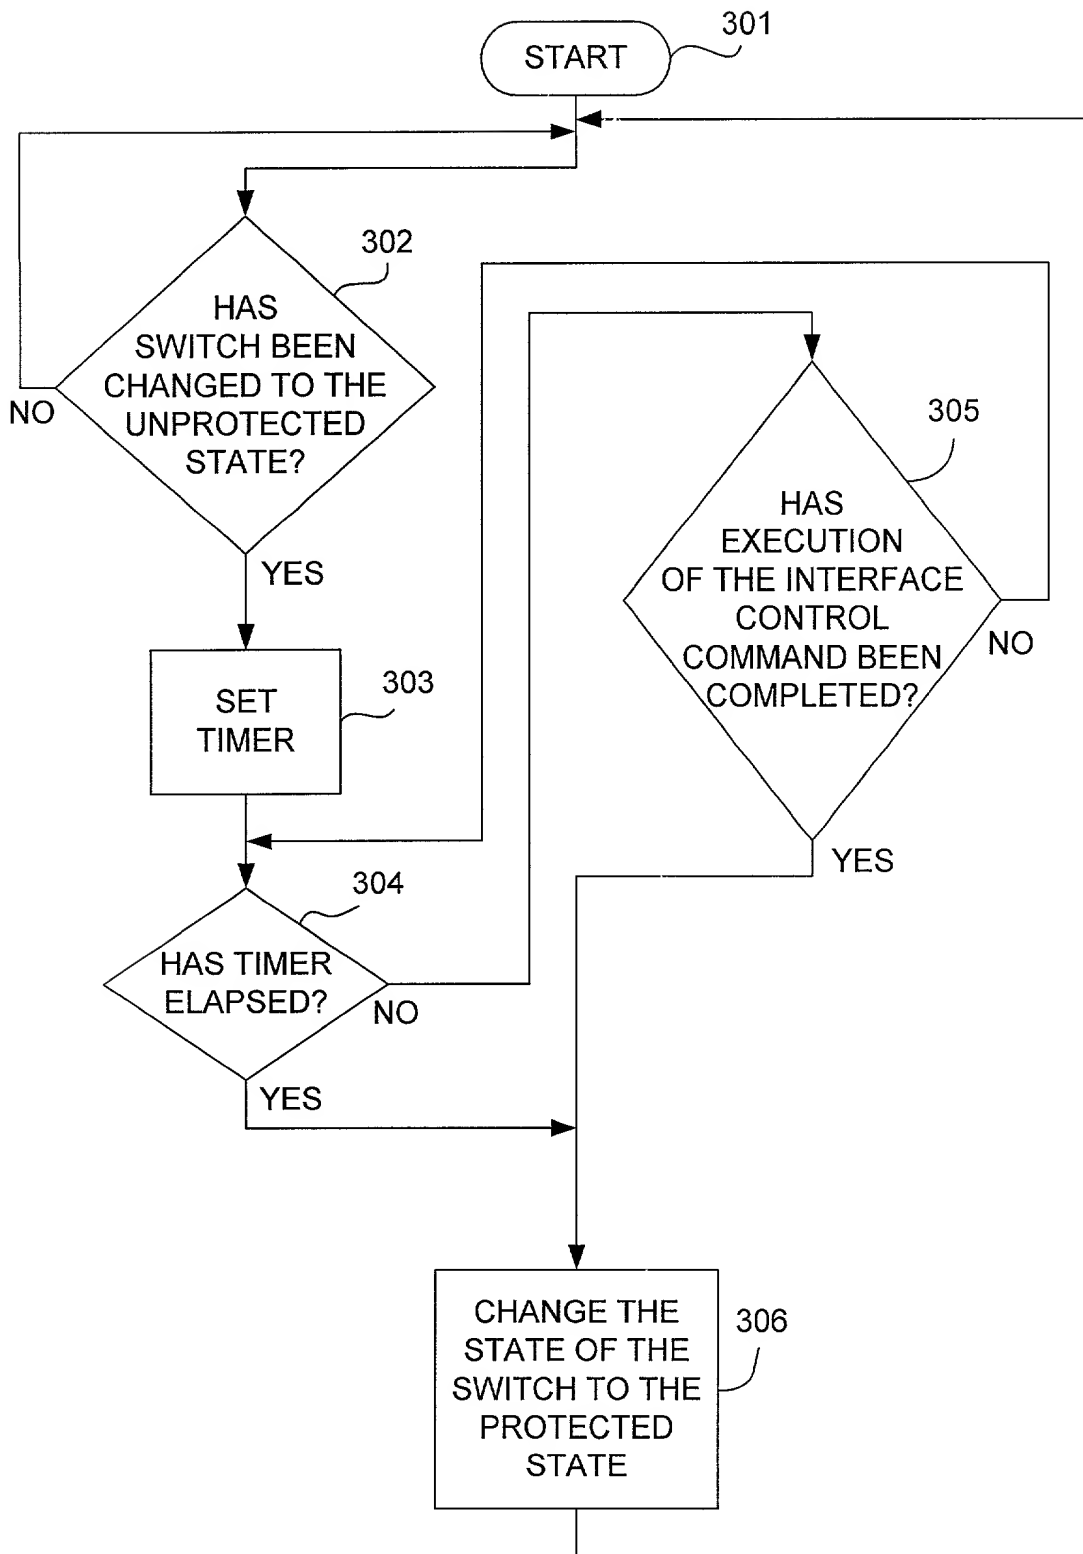 START
301
302
HAS
SWITCH BEEN
CHANGED TO THE
UNPROTECTED
STATE?
NO
YES
305
HAS
EXECUTION
OF THE INTERFACE
CONTROL
COMMAND BEEN
COMPLETED?
NO
YES
SET
TIMER
303
304
HAS TIMER
ELAPSED?
NO
YES
CHANGE THE
STATE OF THE
SWITCH TO THE
PROTECTED
STATE
306